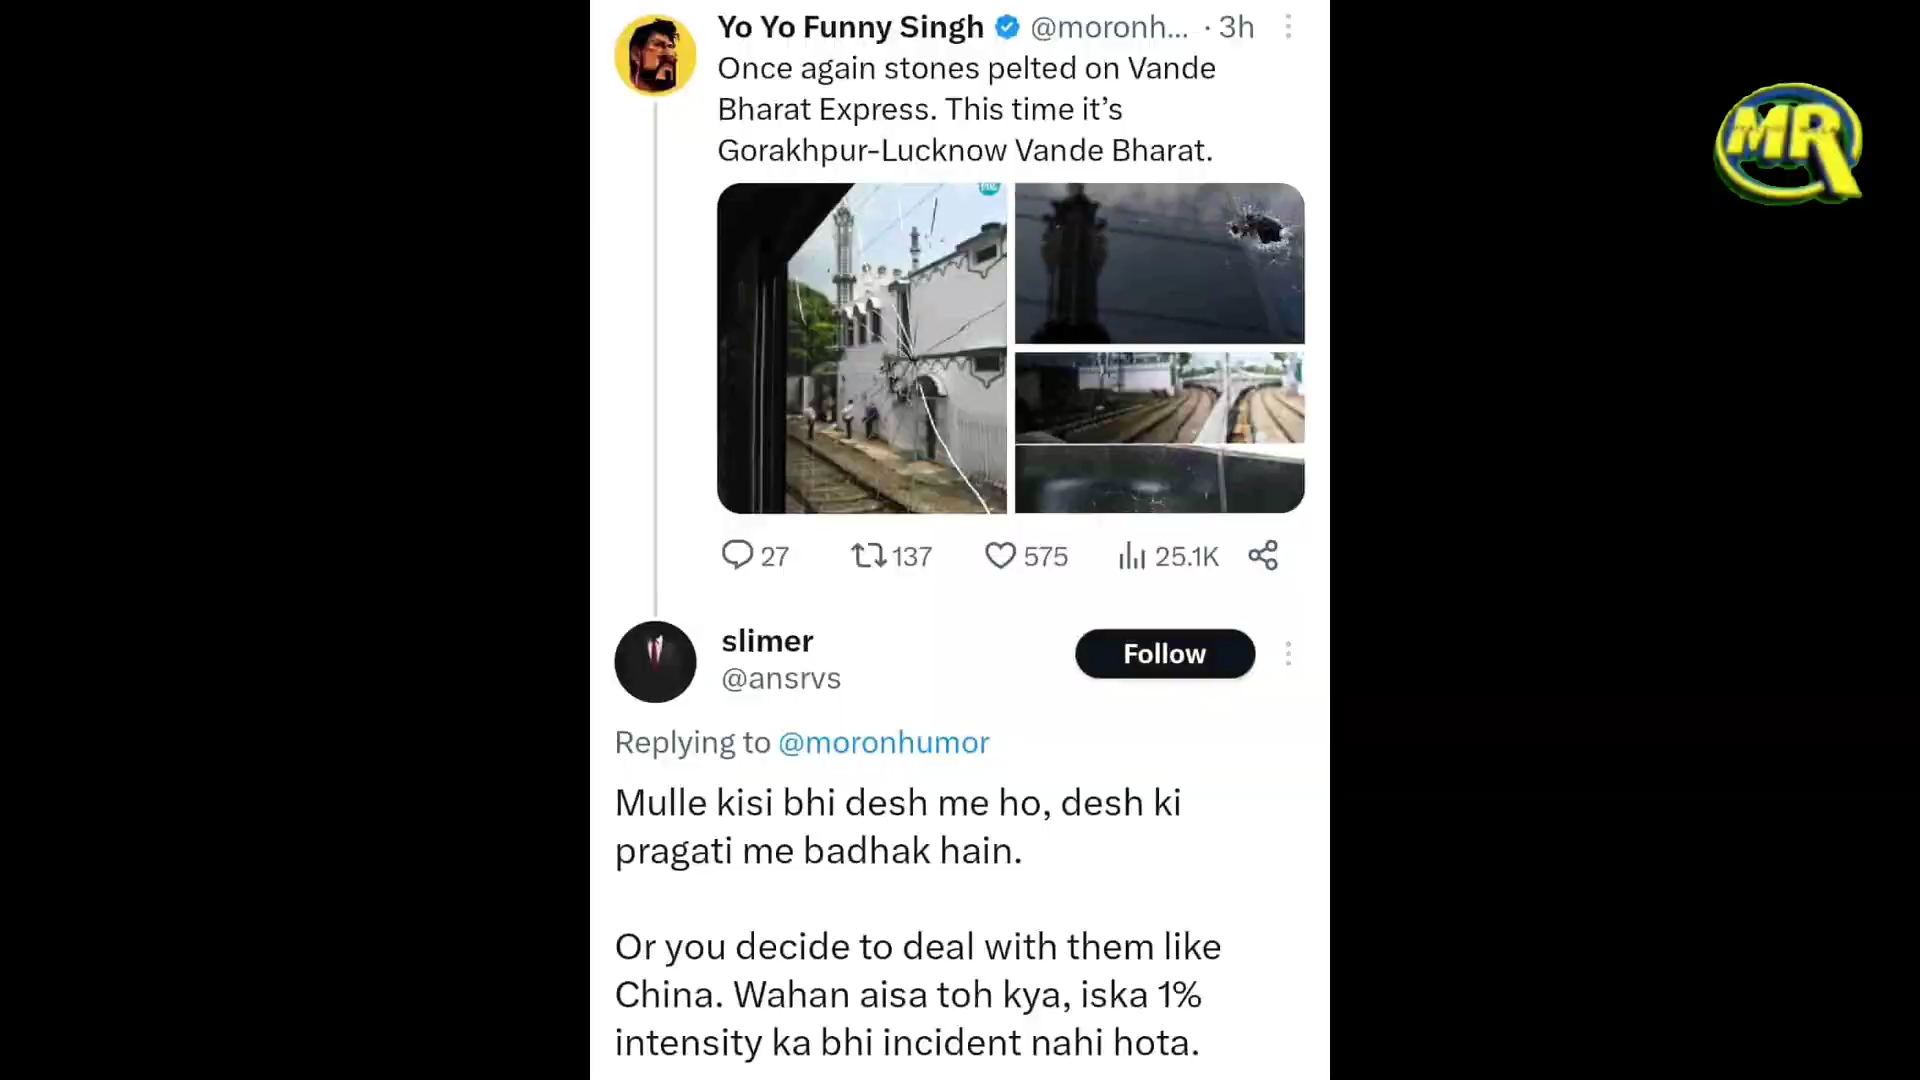 Yo Yo Funny Singh @moronh... · 3h
Once again stones pelted on Vande
Bharat Express. This time it’s
Gorakhpur-Lucknow Vande Bharat.
27 137 575 25.1K
slimer
@ansrvs
Follow
Replying to @moronhumor
Mulle kisi bhi desh me ho, desh ki
pragati me badhak hain.
Or you decide to deal with them like
China. Wahan aisa toh kya, iska 1%
intensity ka bhi incident nahi hota.
MR